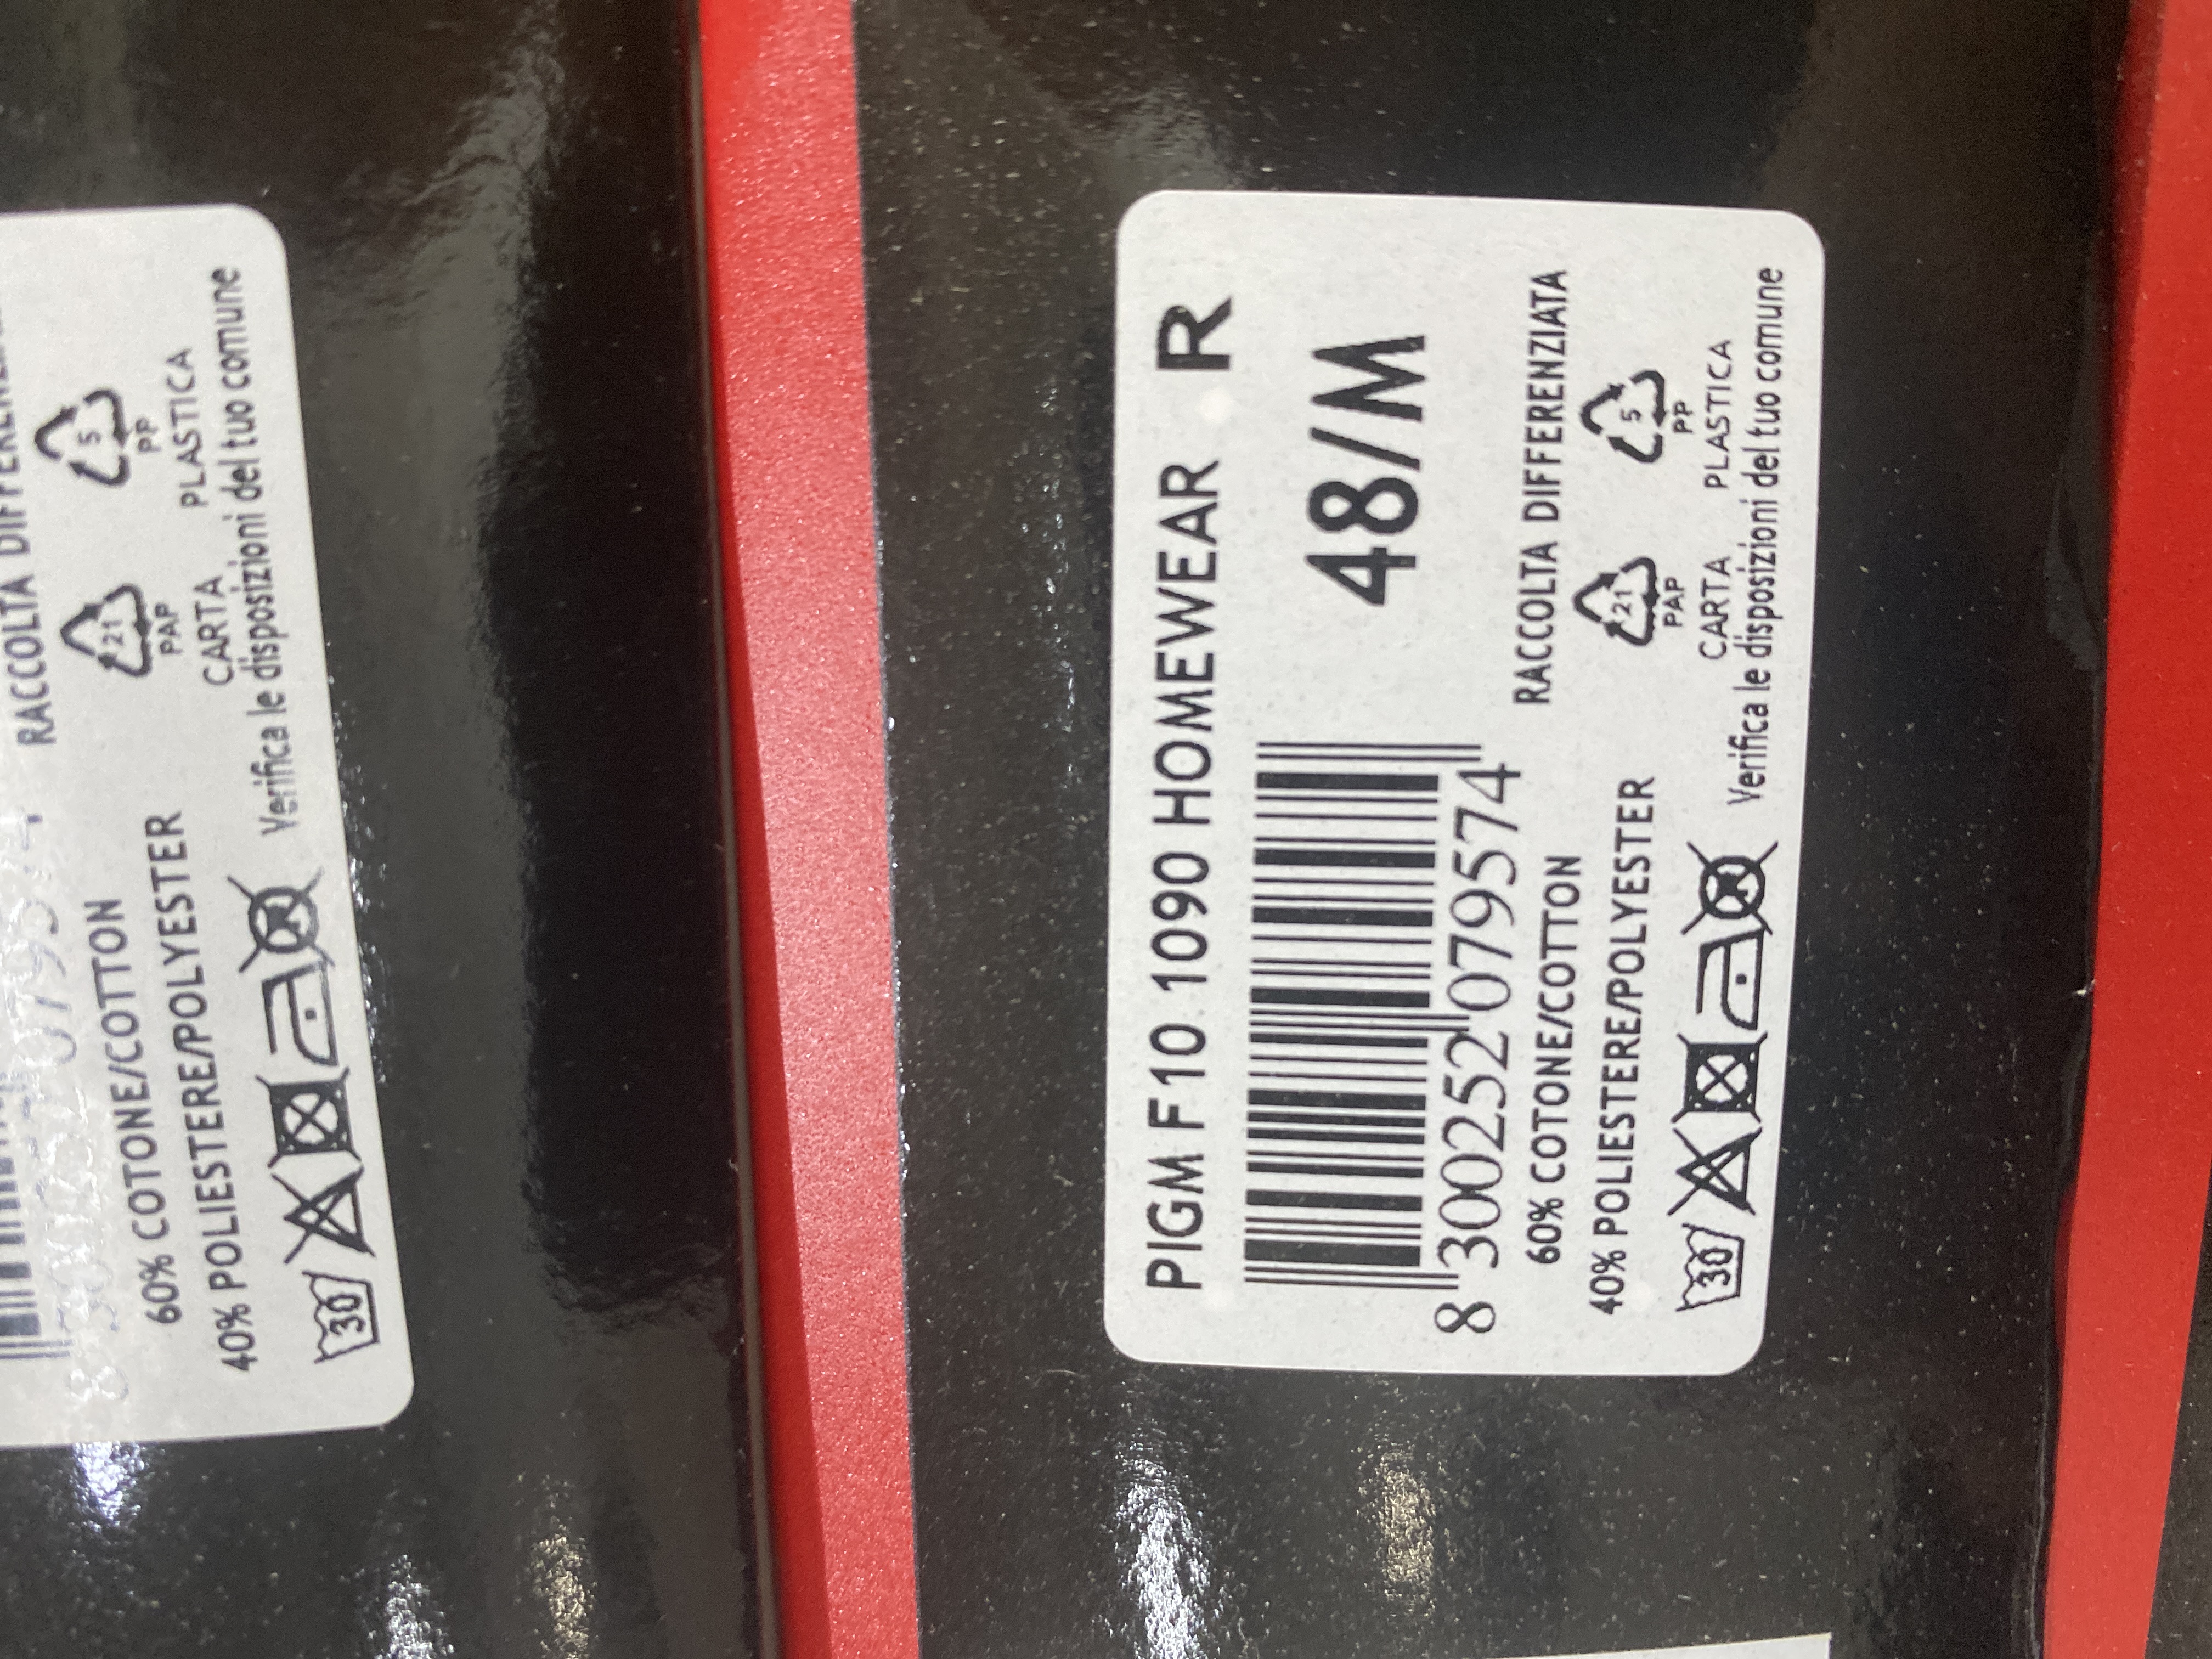 PIGM F10 1090 HOMEWEAR R
48/M
8 300252 079574
60% COTONE/COTTON
40% POLIESTERE/POLYESTER
30
RACCOLTA DIFFERENZIATA
21 5
PAP PP
CARTA PLASTICA
Verifica le disposizioni del tuo comune
RACCOLTA
60% COTONE/COTTON
40% POLIESTERE/POLYESTER
30
21 5
PAP PP
CARTA PLASTICA
Verifica le disposizioni del tuo comune